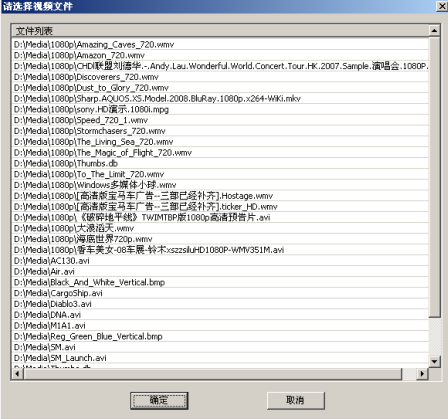 请选择视频文件
文件列表
D:\Media\1080p\Amazing_Caves_720.wmv
D:\Media\1080p\Amazon_720.wmv
D:\Media\1080p\CHD联盟刘德华.-.Andy.Lau.Wonderful.World.Concert.Tour.HK.2007.Sample.演唱会.1080P.
D:\Media\1080p\Discoverers_720.wmv
D:\Media\1080p\Dust_to_Glory_720.wmv
D:\Media\1080p\Sharp.AQUOS.XS.Model.2008.BluRay.1080p.x264-WiKi.mkv
D:\Media\1080p\sony.HD演示.1080i.mpg
D:\Media\1080p\Speed_720_1.wmv
D:\Media\1080p\Stormchasers_720.wmv
D:\Media\1080p\The_Living_Sea_720.wmv
D:\Media\1080p\The_Magic_of_Flight_720.wmv
D:\Media\1080p\Thumbs.db
D:\Media\1080p\To_The_Limit_720.wmv
D:\Media\1080p\Windows多媒体小球.wmv
D:\Media\1080p\[高清版宝马车广告--三部已经补齐].Hostage.wmv
D:\Media\1080p\[高清版宝马车广告--三部已经补齐].ticker_HD.wmv
D:\Media\1080p\《破碎地平线》TWIMTBP版1080p高清预告片.avi
D:\Media\1080p\大浪滔天.wmv
D:\Media\1080p\海底世界720p.wmv
D:\Media\1080p\香车美女-08车展-铃木xszzsiluHD1080P-WMV351M.avi
D:\Media\AC130.avi
D:\Media\Air.avi
D:\Media\Black_And_White_Vertical.bmp
D:\Media\CargoShip.avi
D:\Media\Diablo3.avi
D:\Media\DNA.avi
D:\Media\M1A1.avi
D:\Media\Reg_Green_Blue_Vertical.bmp
D:\Media\SM.avi
D:\Media\SM_Launch.avi
D:\Media\Thumbs.db
确定
取消